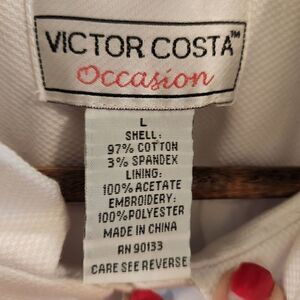 VICTOR COSTA™
Occasion
L
SHELL:
97% COTTON
3% SPANDEX
LINING:
100% ACETATE
EMBROIDERY:
100% POLYESTER
MADE IN CHINA
RN 90133
CARE SEE REVERSE